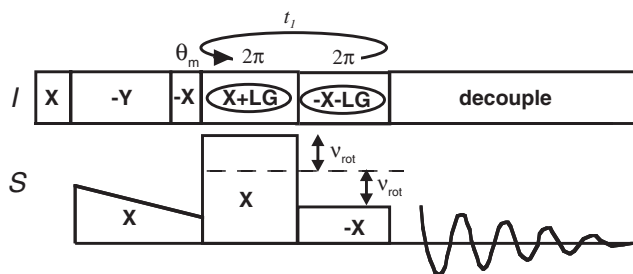 t₁
θₘ 2π 2π
I X -Y -X X+LG -X-LG decouple
νrot
S νrot
X X -X